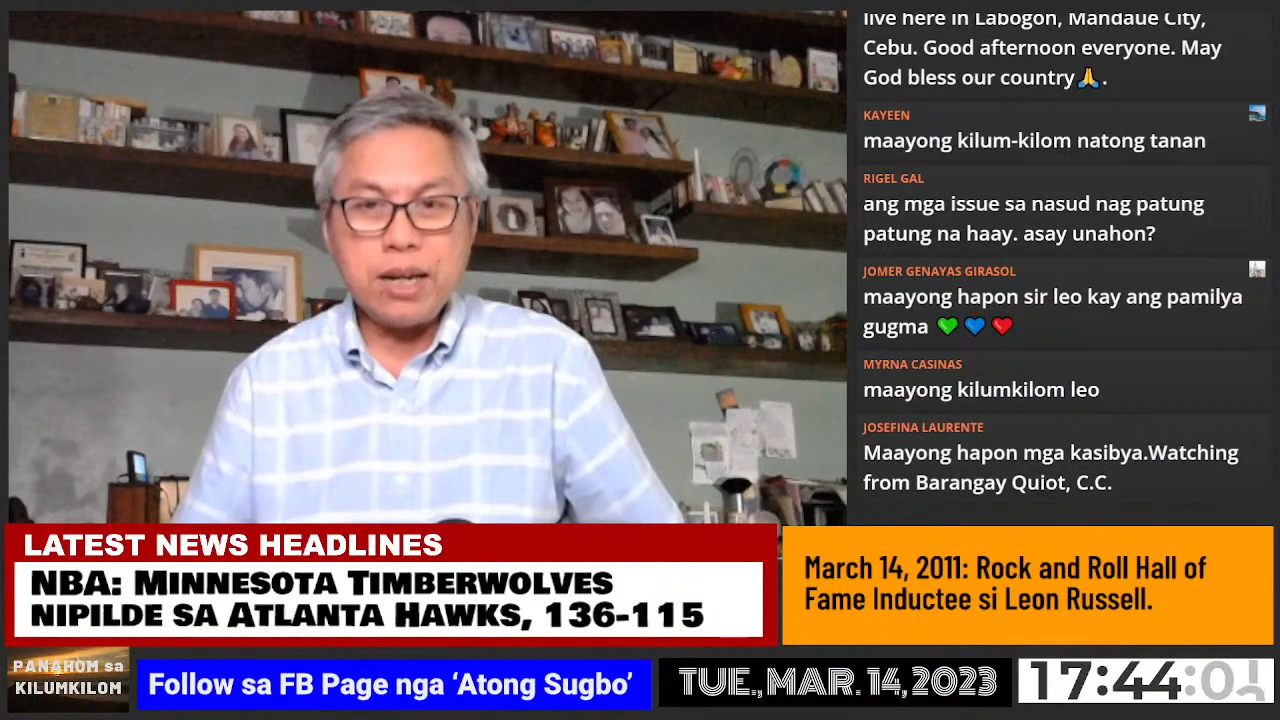 live here in Labogon, Mandaue City,
Cebu. Good afternoon everyone. May
God bless our country🙏.
KAYEEN
maayong kilum-kilom natong tanan
RIGEL GAL
ang mga issue sa nasud nag patung
patung na haay. asay unahon?
JOMER GENAYAS GIRASOL
maayong hapon sir leo kay ang pamilya
gugma 💚 💙 ❤️
MYRNA CASINAS
maayong kilumkilom leo
JOSEFINA LAURENTE
Maayong hapon mga kasibya.Watching
from Barangay Quiot, C.C.
LATEST NEWS HEADLINES
NBA: MINNESOTA TIMBERWOLVES
NIPILDE SA ATLANTA HAWKS, 136-115
March 14, 2011: Rock and Roll Hall of
Fame Inductee si Leon Russell.
PANAHOM sa
KILUMKILOM
Follow sa FB Page nga ‘Atong Sugbo’
TUE., MAR. 14, 2023
17:44:0